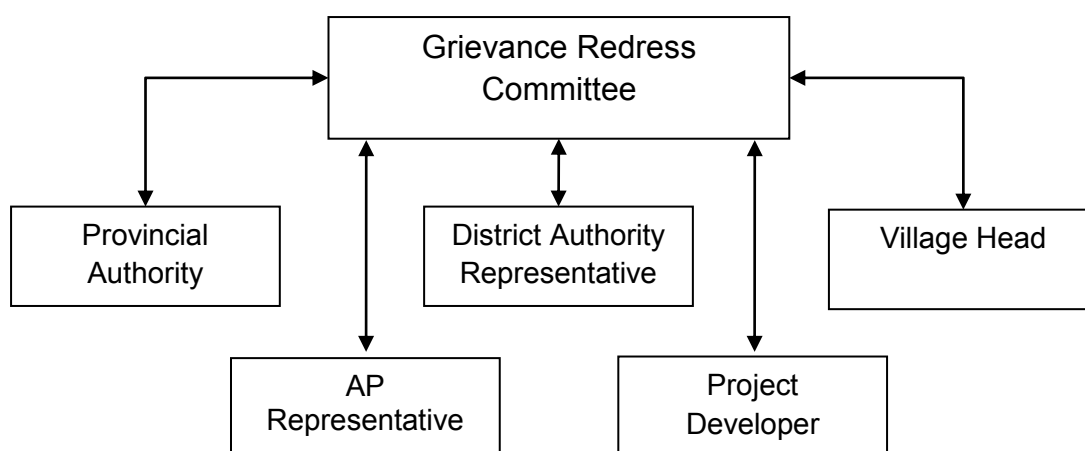 Grievance Redress
Committee
Provincial
Authority
District Authority
Representative
Village Head
AP
Representative
Project
Developer